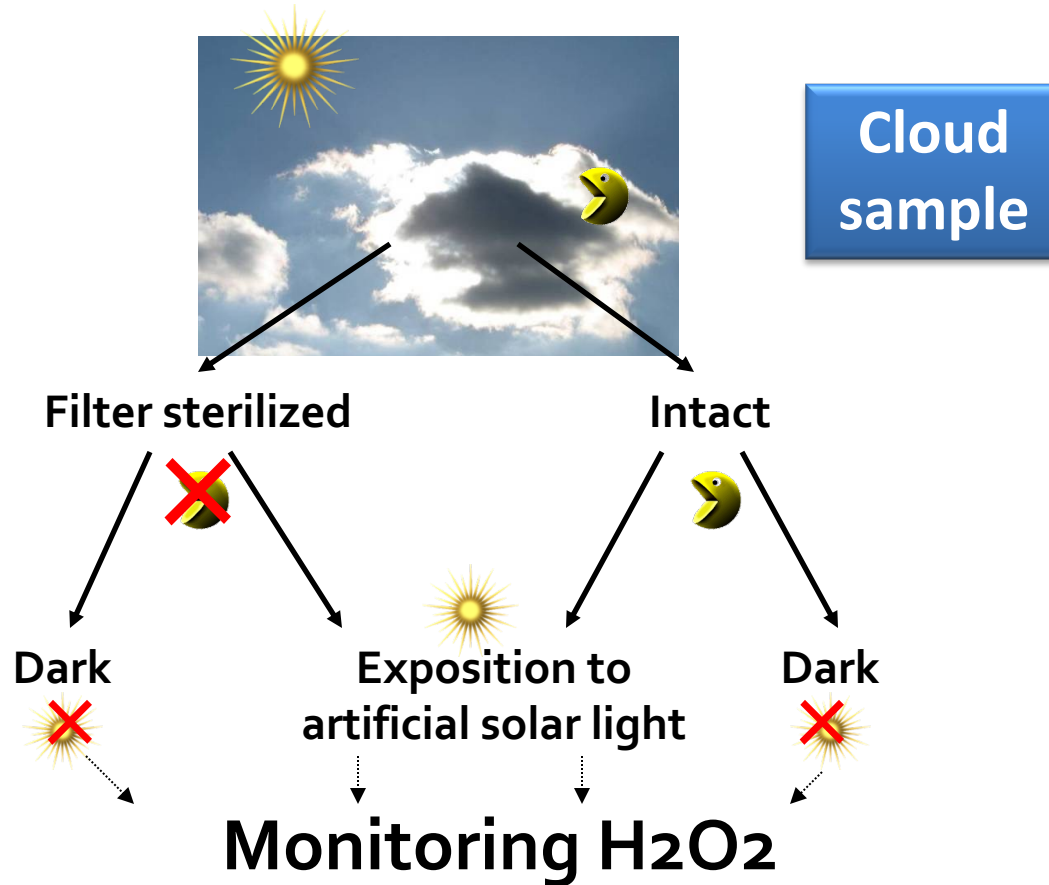 Cloud
sample
Filter sterilized
Intact
Dark
Exposition to
artificial solar light
Dark
Monitoring H2O2